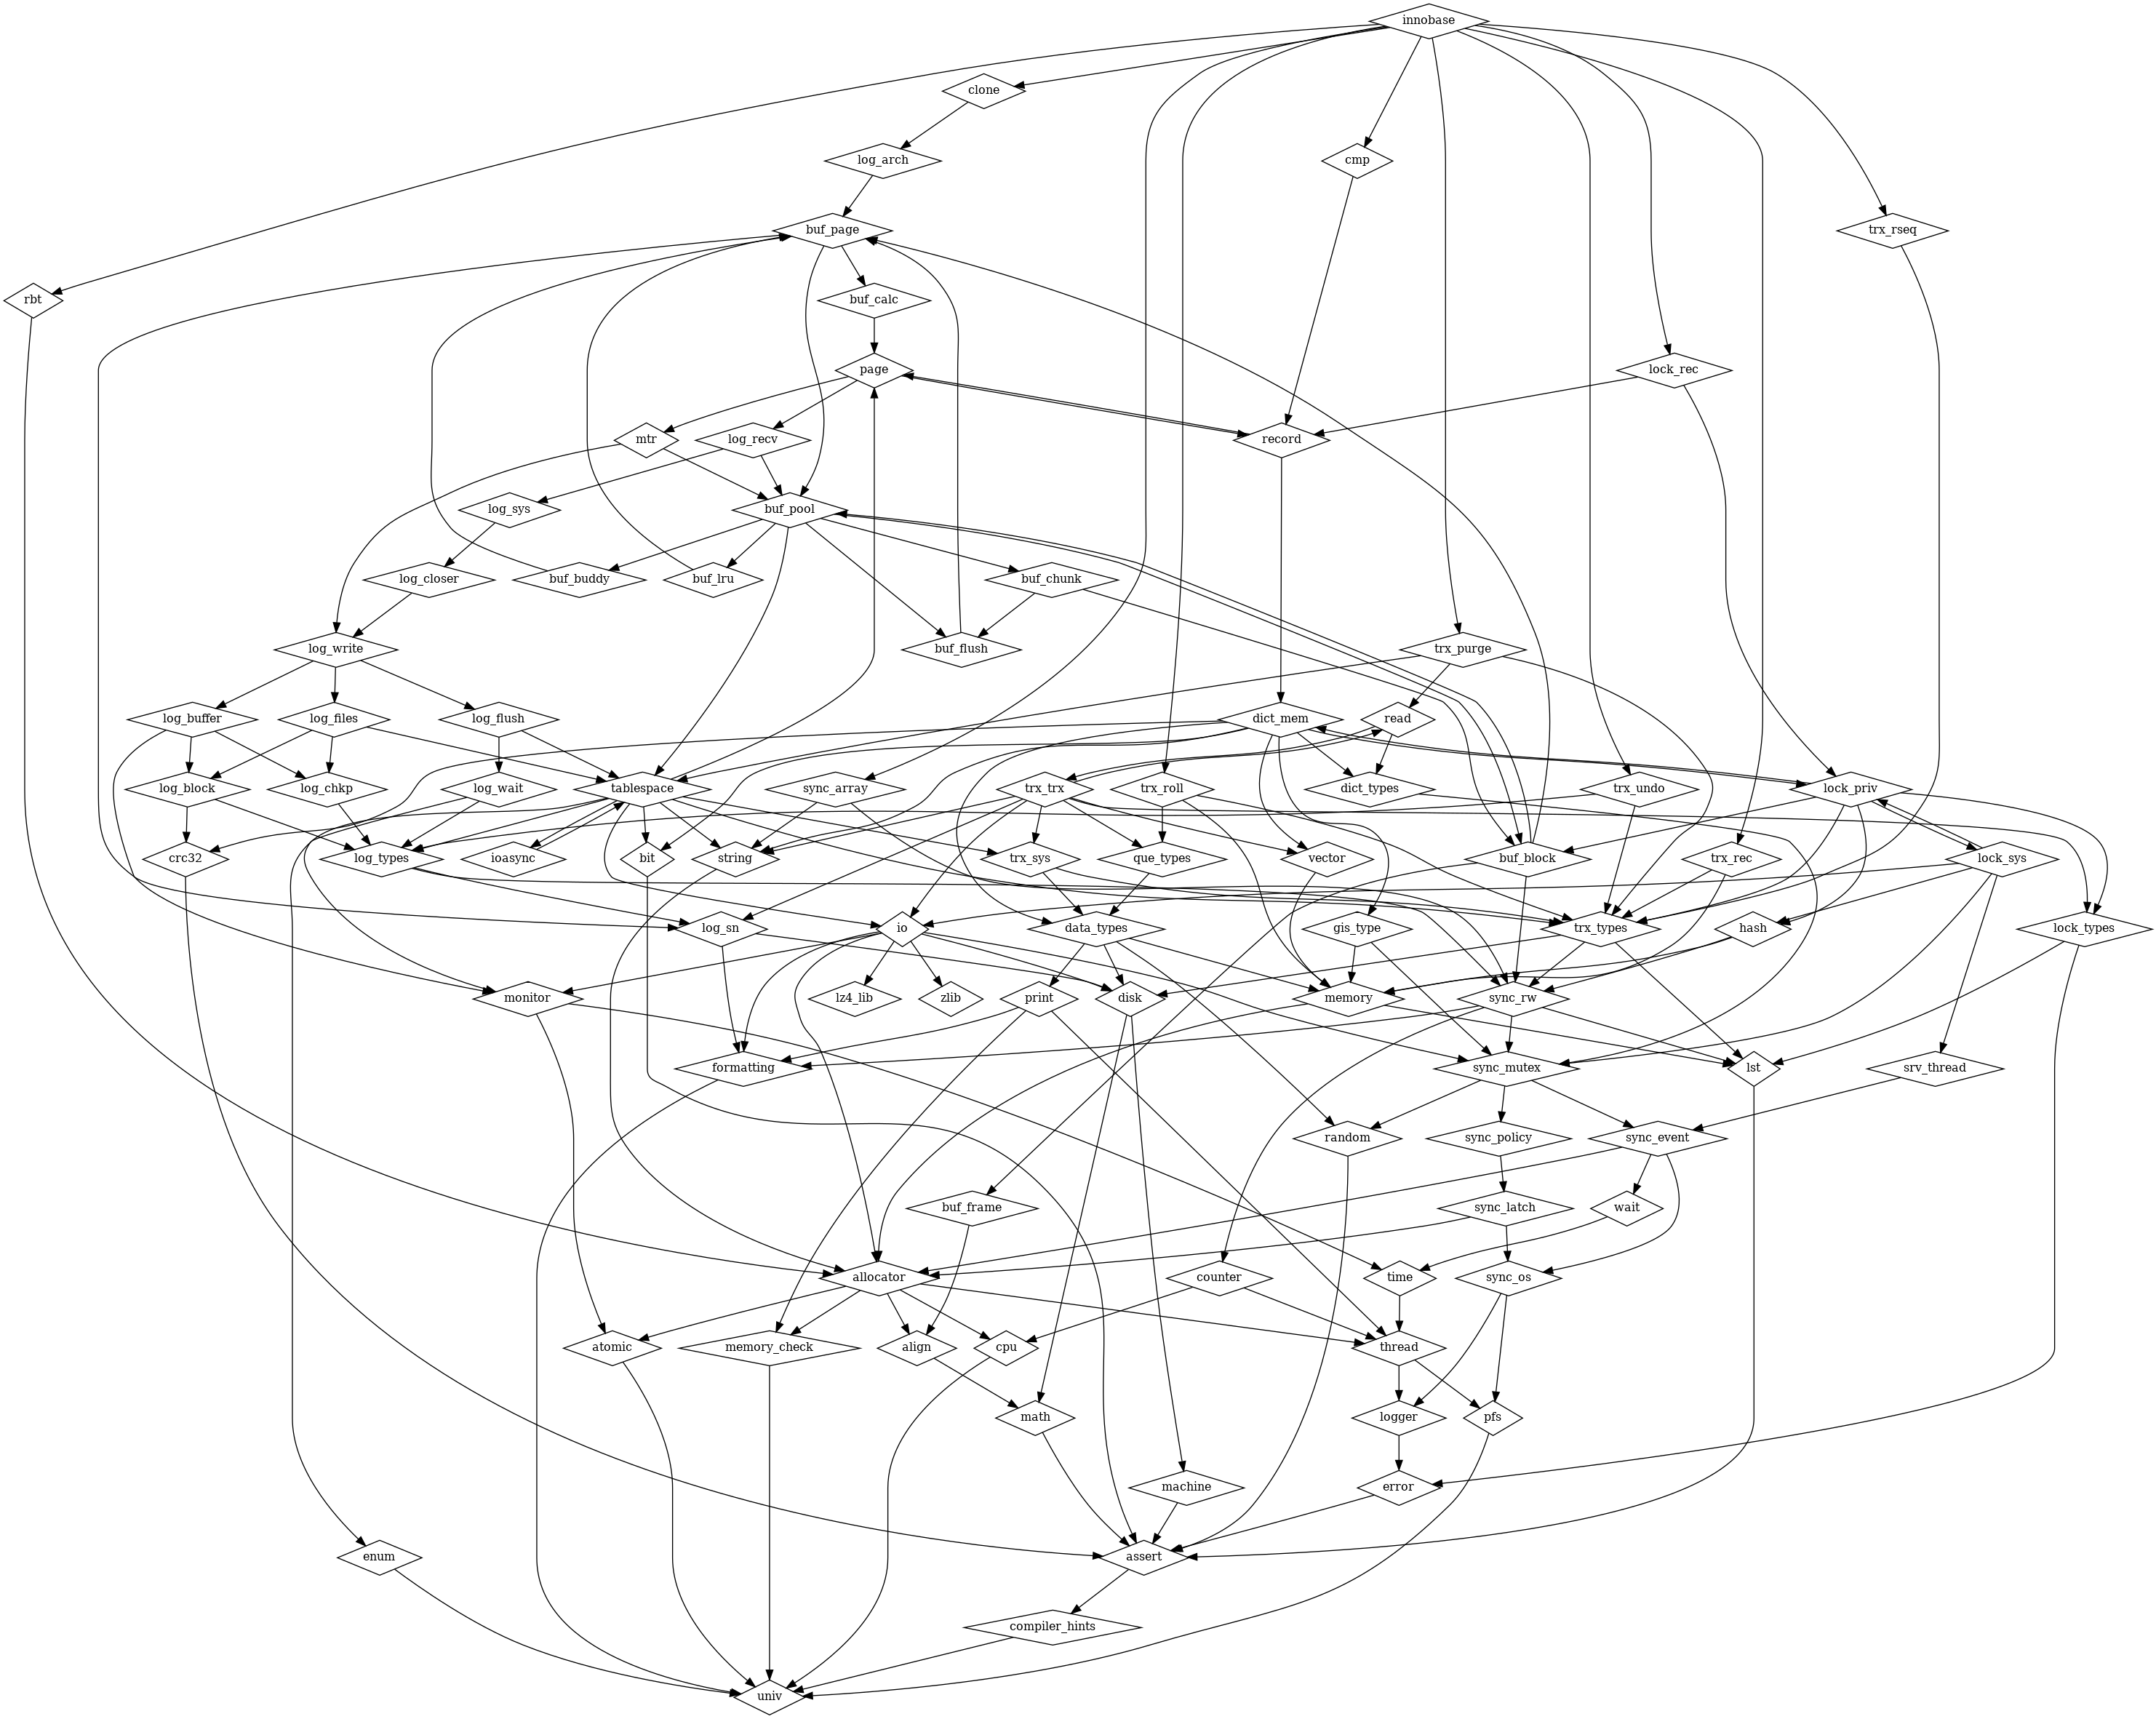 innobase
clone
log_arch
cmp
buf_page
trx_rseq
rbt
buf_calc
page
lock_rec
mtr
log_recv
record
log_sys
buf_pool
log_closer
buf_buddy
buf_lru
buf_chunk
log_write
buf_flush
trx_purge
log_buffer
log_files
log_flush
dict_mem
read
log_block
log_chkp
log_wait
tablespace
sync_array
trx_trx
trx_roll
dict_types
trx_undo
lock_priv
crc32
log_types
ioasync
bit
string
trx_sys
que_types
vector
buf_block
trx_rec
lock_sys
log_sn
io
data_types
gis_type
trx_types
hash
lock_types
monitor
lz4_lib
zlib
print
disk
memory
sync_rw
formatting
sync_mutex
lst
srv_thread
random
sync_policy
sync_event
buf_frame
sync_latch
wait
allocator
counter
time
sync_os
atomic
memory_check
align
cpu
thread
math
logger
pfs
machine
error
enum
assert
compiler_hints
univ